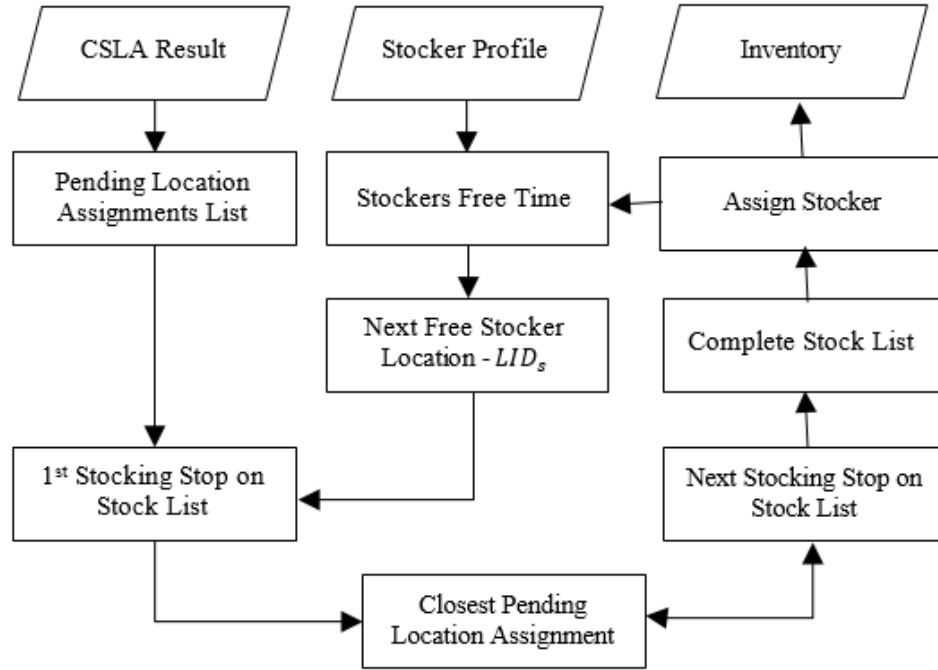 CSLA Result
Stocker Profile
Inventory
Pending Location
Assignments List
Stockers Free Time
Assign Stocker
Next Free Stocker
Location - LIDₛ
Complete Stock List
1ˢᵗ Stocking Stop on
Stock List
Next Stocking Stop on
Stock List
Closest Pending
Location Assignment